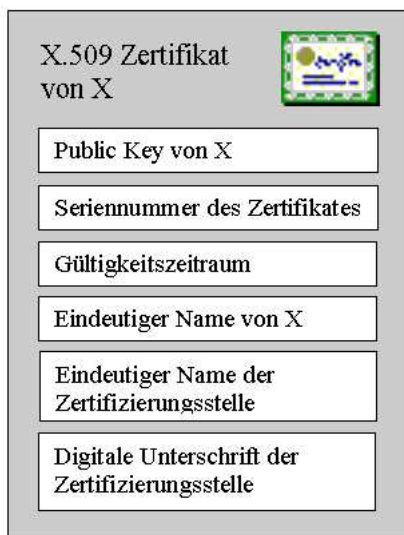 X.509 Zertifikat
von X
Public Key von X
Seriennummer des Zertifikates
Gültigkeitszeitraum
Eindeutiger Name von X
Eindeutiger Name der
Zertifizierungsstelle
Digitale Unterschrift der
Zertifizierungsstelle